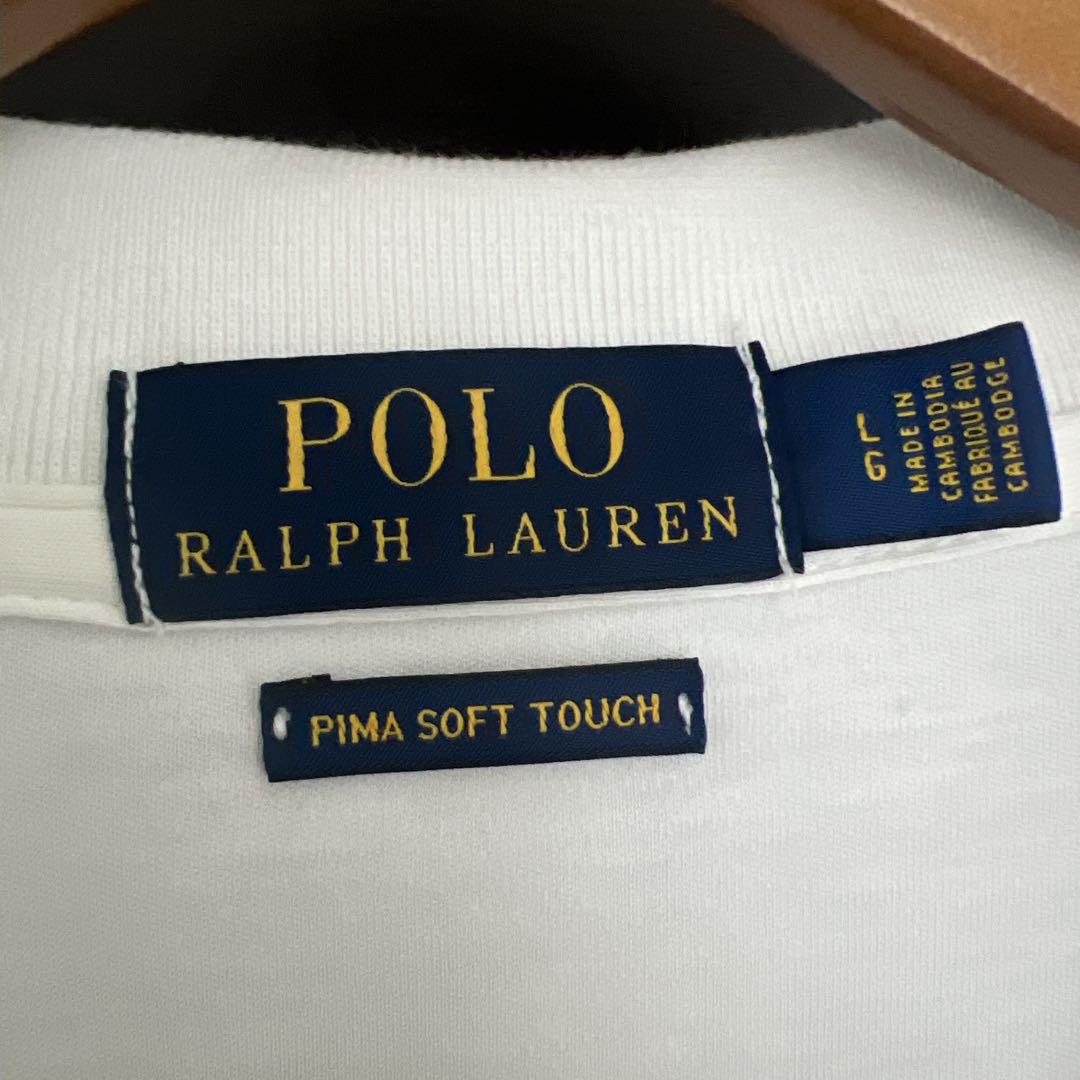 POLO
RALPH LAUREN
MADE IN
CAMBODIA
FABRIQUÉ AU
CAMBODGE
PIMA SOFT TOUCH